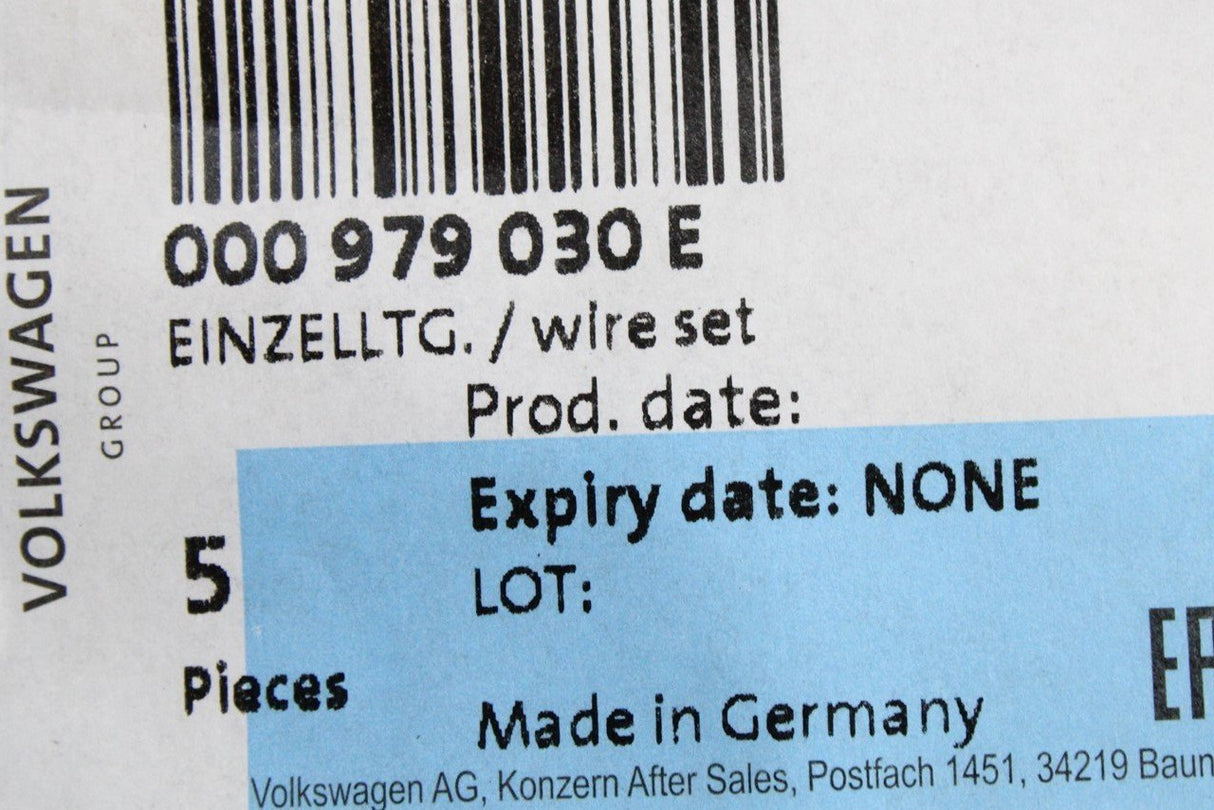 VOLKSWAGEN
GROUP
000 979 030 E
EINZELLTG. / wire set
Prod. date:
Expiry date: NONE
5
LOT:
Pieces
Made in Germany
Volkswagen AG, Konzern After Sales, Postfach 1451, 34219 Baun